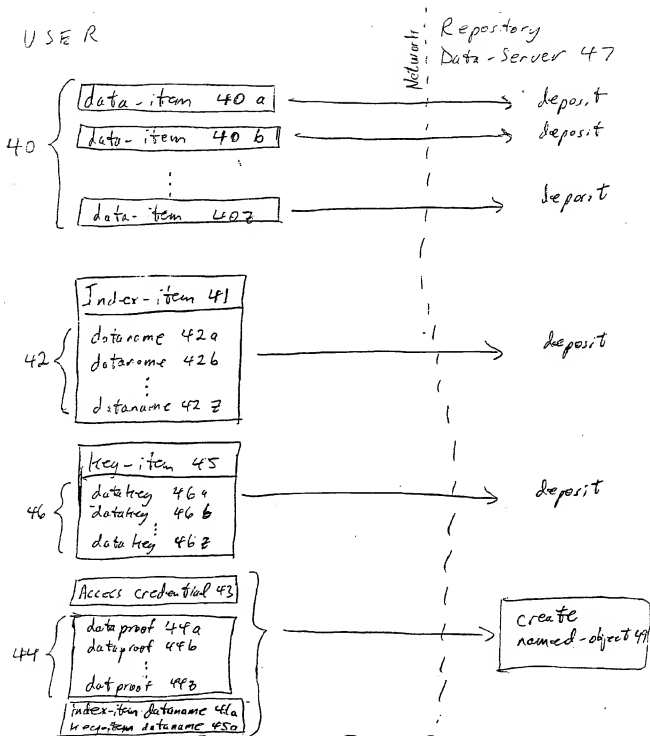 USER
Network
Repository
Data-Server 47
40
data-item 40a
deposit
data-item 40b
deposit
data-item 40z
deposit
Index-item 41
42
dataname 42a
dataname 42b
dataname 42z
deposit
key-item 45
46
datakey 46a
datakey 46b
datakey 46z
deposit
Access credential 43
44
dataproof 44a
dataproof 44b
datproof 44z
index-item dataname 41a
key-item dataname 45a
create
named-object 49